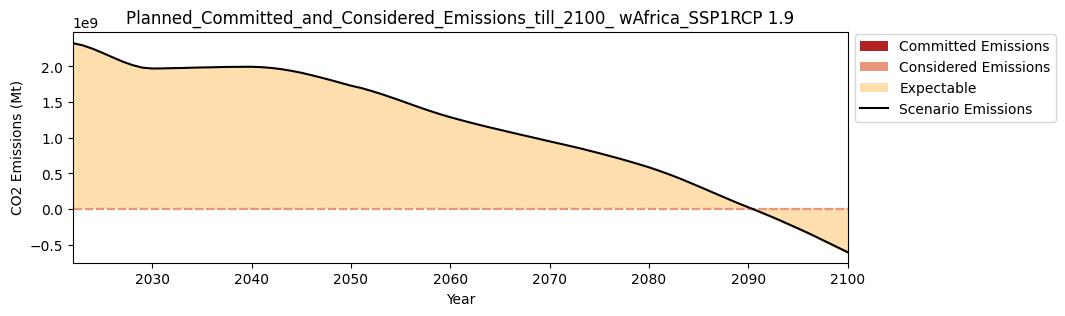 Planned_Committed_and_Considered_Emissions_till_2100_ wAfrica_SSP1RCP 1.9
1e9
2.0
1.5
1.0
0.5
0.0
−0.5
CO2 Emissions (Mt)
2030 2040 2050 2060 2070 2080 2090 2100
Year
Committed Emissions
Considered Emissions
Expectable
Scenario Emissions